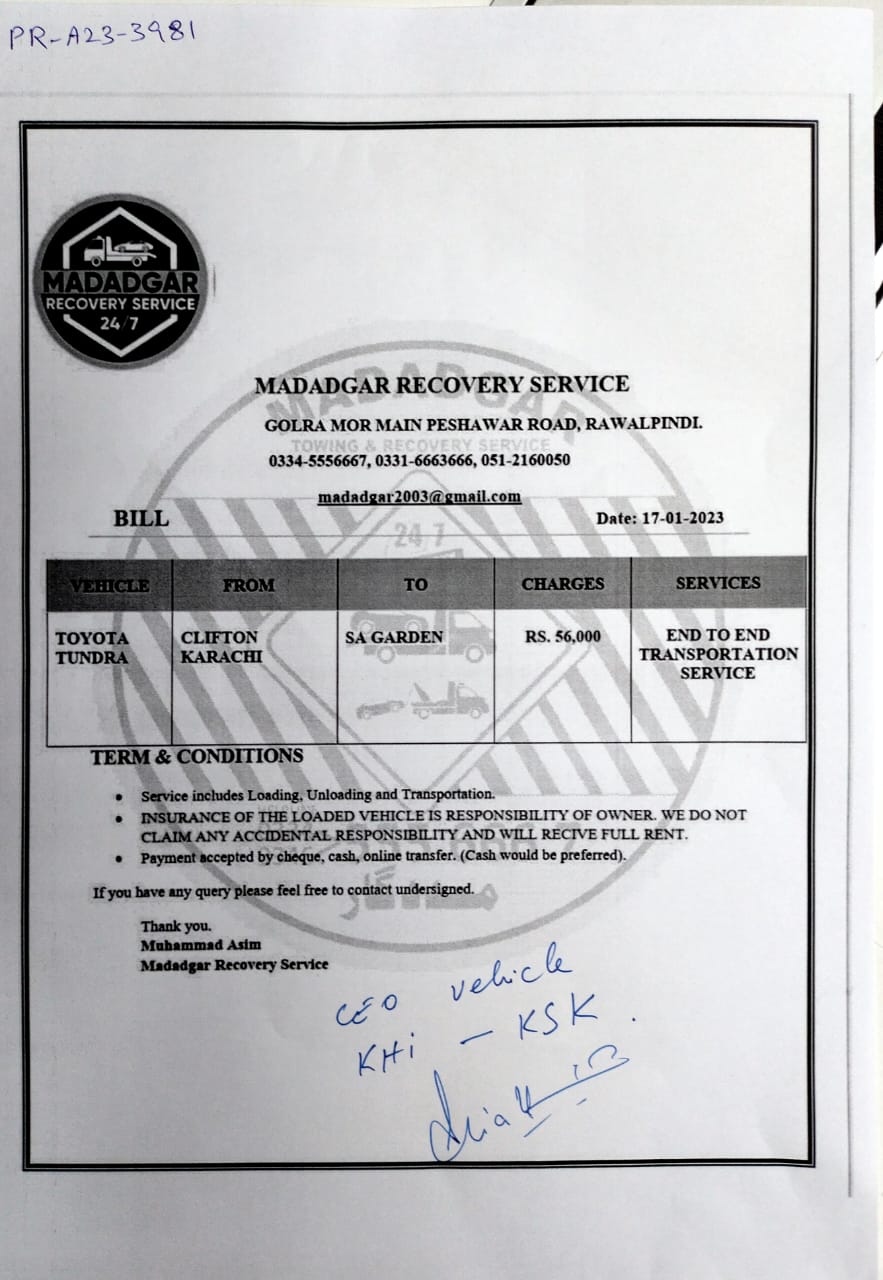 PR-A23-3981
MADADGAR
RECOVERY SERVICE
24/7
MADADGAR RECOVERY SERVICE
MADADGAR
GOLRA MOR MAIN PESHAWAR ROAD, RAWALPINDI.
TOWING & RECOVERY SERVICE
0334-5556667, 0331-6663666, 051-2160050
madadgar2003@gmail.com
BILL
Date: 17-01-2023
24/7
VEHICLE FROM TO CHARGES SERVICES
TOYOTA CLIFTON SA GARDEN RS. 56,000 END TO END
TUNDRA KARACHI TRANSPORTATION
SERVICE
TERM & CONDITIONS
• Service includes Loading, Unloading and Transportation.
• INSURANCE OF THE LOADED VEHICLE IS RESPONSIBILITY OF OWNER. WE DO NOT
CLAIM ANY ACCIDENTAL RESPONSIBILITY AND WILL RECIVE FULL RENT.
• Payment accepted by cheque, cash, online transfer. (Cash would be preferred).
If you have any query please feel free to contact undersigned.
مددگار
Thank you.
Muhammad Asim
Madadgar Recovery Service
CEO vehicle
KHi - KSK.